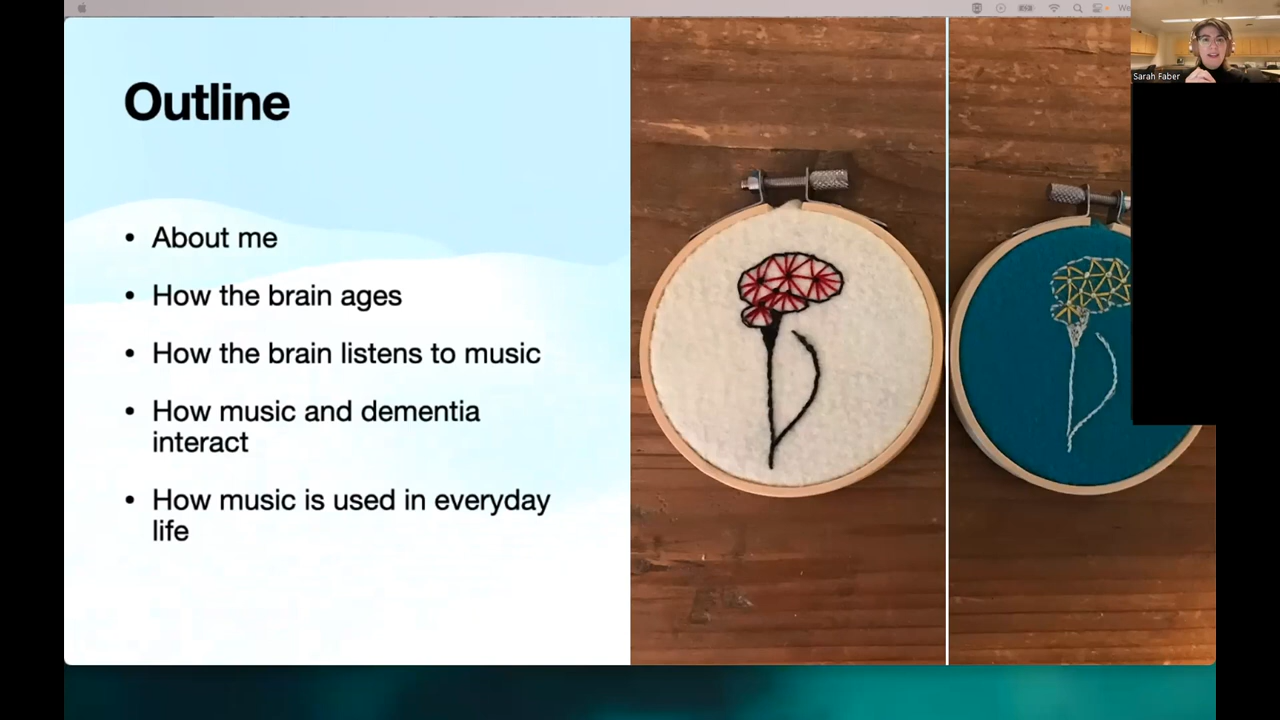 We
Sarah Faber
Outline
• About me
• How the brain ages
• How the brain listens to music
• How music and dementia
interact
• How music is used in everyday
life